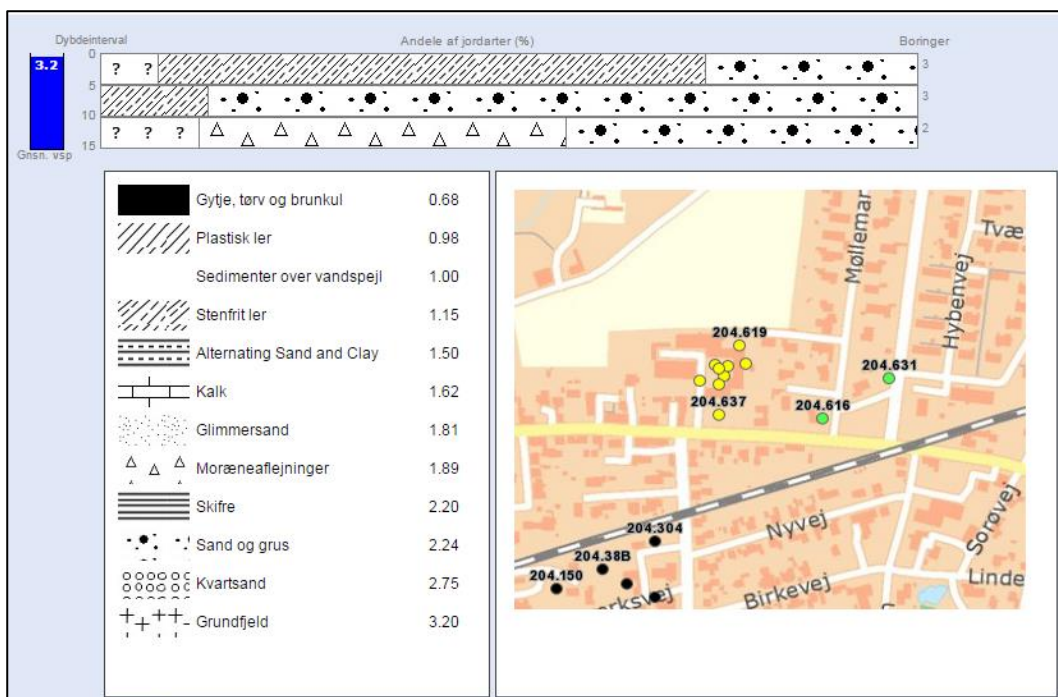 Dybdeinterval Andele af jordarter (%) Boringer
3.2
0 ? ? 3
5 3
10 ? ? ? 2
15
Gnsn. vsp
Gytje, tørv og brunkul 0.68
Plastisk ler 0.98
Sedimenter over vandspejl 1.00
Stenfrit ler 1.15
Alternating Sand and Clay 1.50
Kalk 1.62
Glimmersand 1.81
Moræneaflejninger 1.89
Skifre 2.20
Sand og grus 2.24
Kvartsand 2.75
Grundfjeld 3.20
Møllemar
Tvæ
Hybenvej
204.619
204.631
204.637
204.616
204.304
Nyvej
Sorøvej
204.38B
204.150
rksvej
Birkevej
Linde